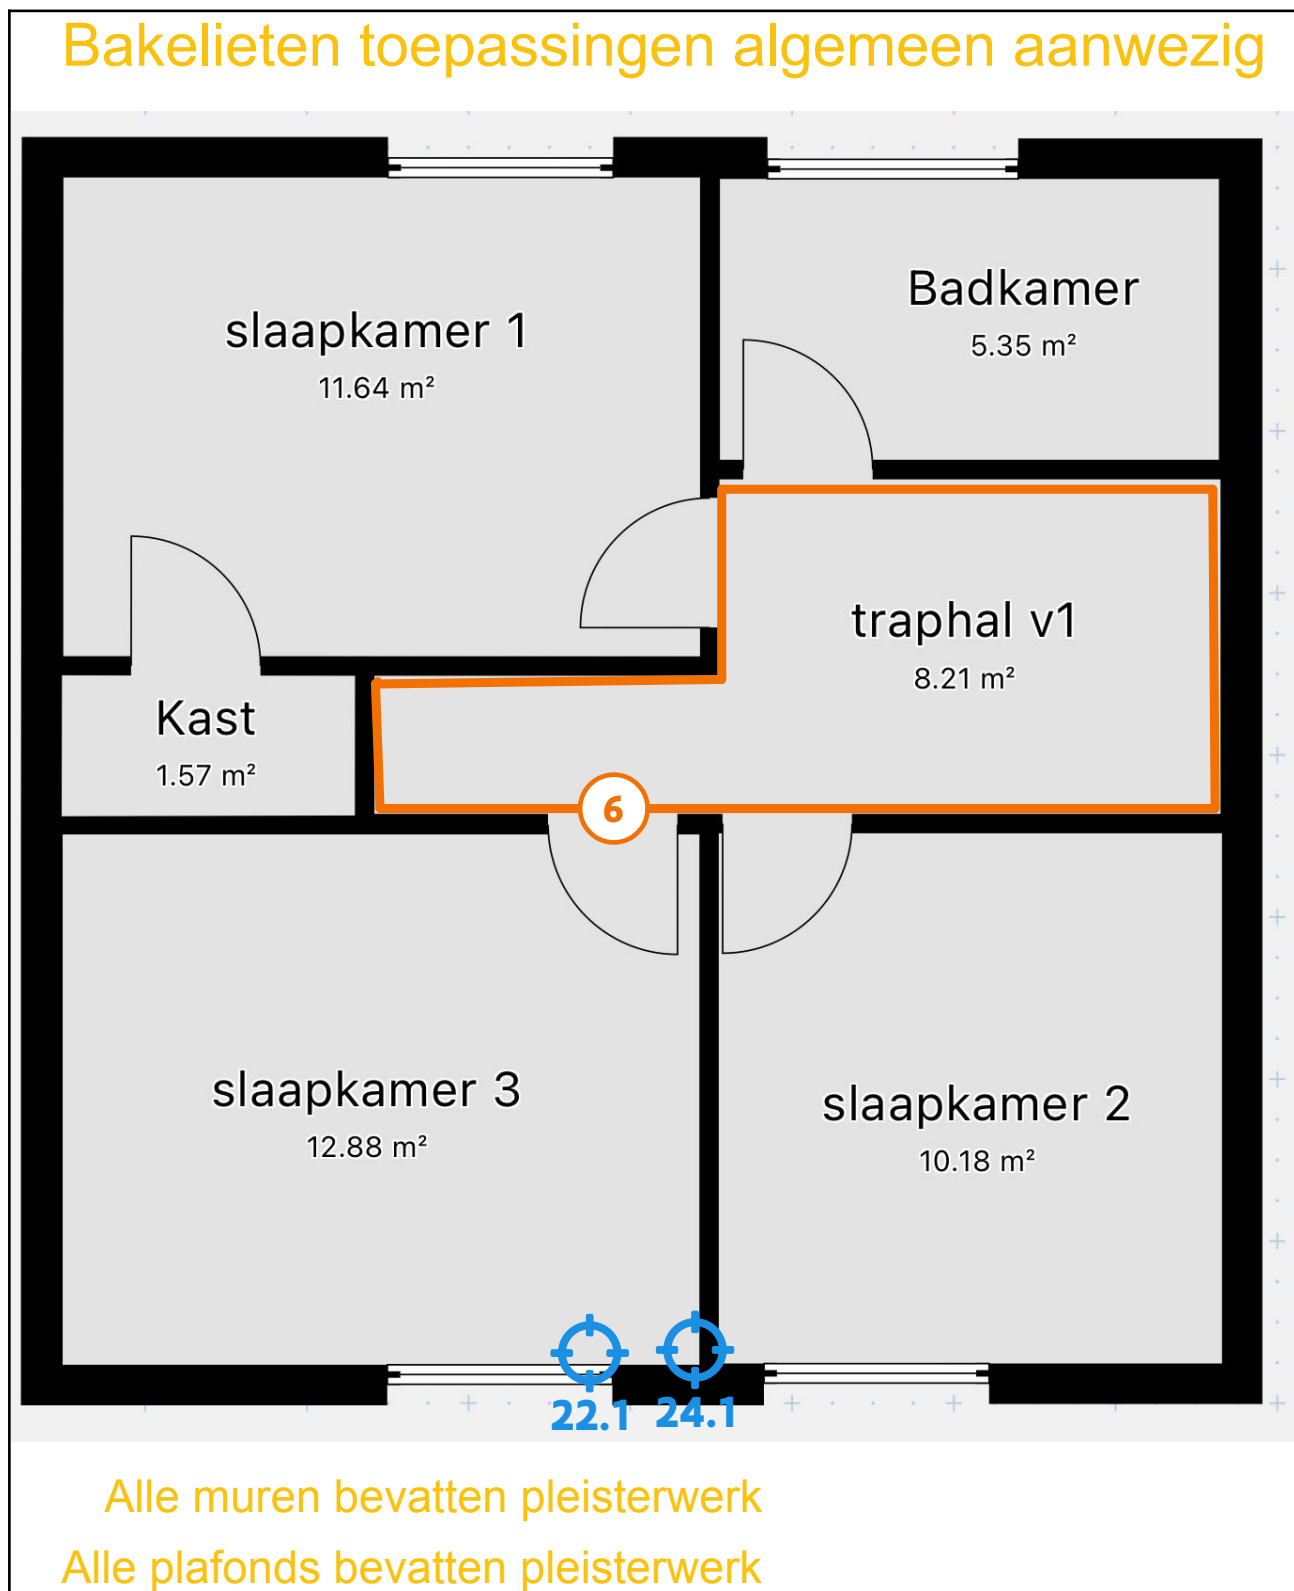 Bakelieten toepassingen algemeen aanwezig
slaapkamer 1
11.64 m²
Badkamer
5.35 m²
traphal v1
8.21 m²
Kast
1.57 m²
6
slaapkamer 3
12.88 m²
slaapkamer 2
10.18 m²
22.1
24.1
Alle muren bevatten pleisterwerk
Alle plafonds bevatten pleisterwerk